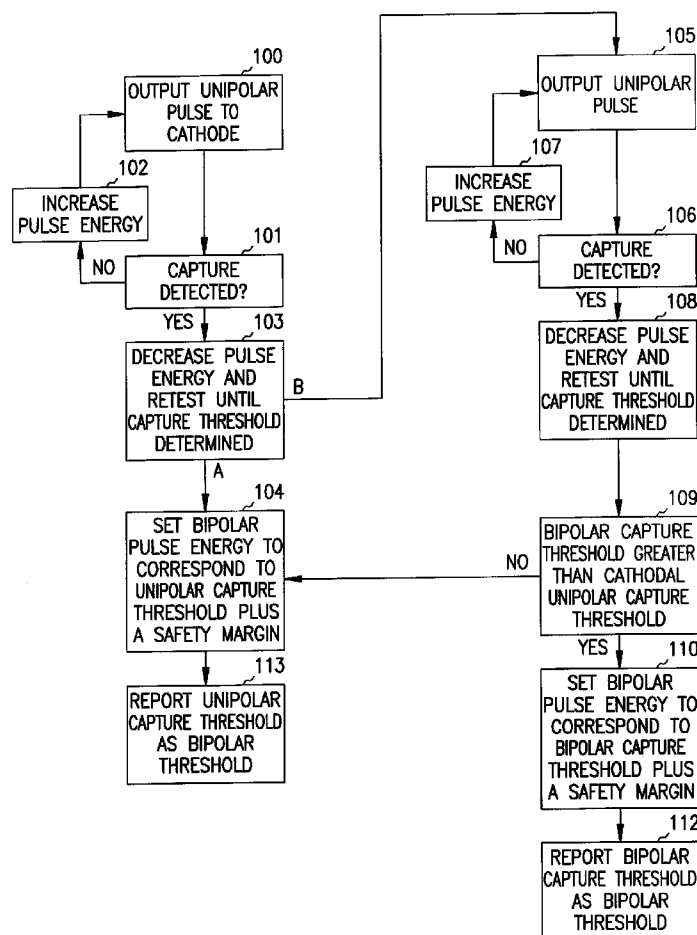 100
OUTPUT UNIPOLAR
PULSE TO
CATHODE
102
INCREASE
PULSE ENERGY
NO
101
CAPTURE
DETECTED?
YES
103
DECREASE PULSE
ENERGY AND
RETEST UNTIL
CAPTURE THRESHOLD
DETERMINED
B
A
104
SET BIPOLAR
PULSE ENERGY TO
CORRESPOND TO
UNIPOLAR CAPTURE
THRESHOLD PLUS
A SAFETY MARGIN
113
REPORT UNIPOLAR
CAPTURE THRESHOLD
AS BIPOLAR
THRESHOLD
105
OUTPUT UNIPOLAR
PULSE
107
INCREASE
PULSE ENERGY
NO
106
CAPTURE
DETECTED?
YES
108
DECREASE PULSE
ENERGY AND
RETEST UNTIL
CAPTURE THRESHOLD
DETERMINED
109
BIPOLAR CAPTURE
THRESHOLD GREATER
THAN CATHODAL
UNIPOLAR CAPTURE
THRESHOLD
NO
YES
110
SET BIPOLAR
PULSE ENERGY TO
CORRESPOND TO
BIPOLAR CAPTURE
THRESHOLD PLUS
A SAFETY MARGIN
112
REPORT BIPOLAR
CAPTURE THRESHOLD
AS BIPOLAR
THRESHOLD